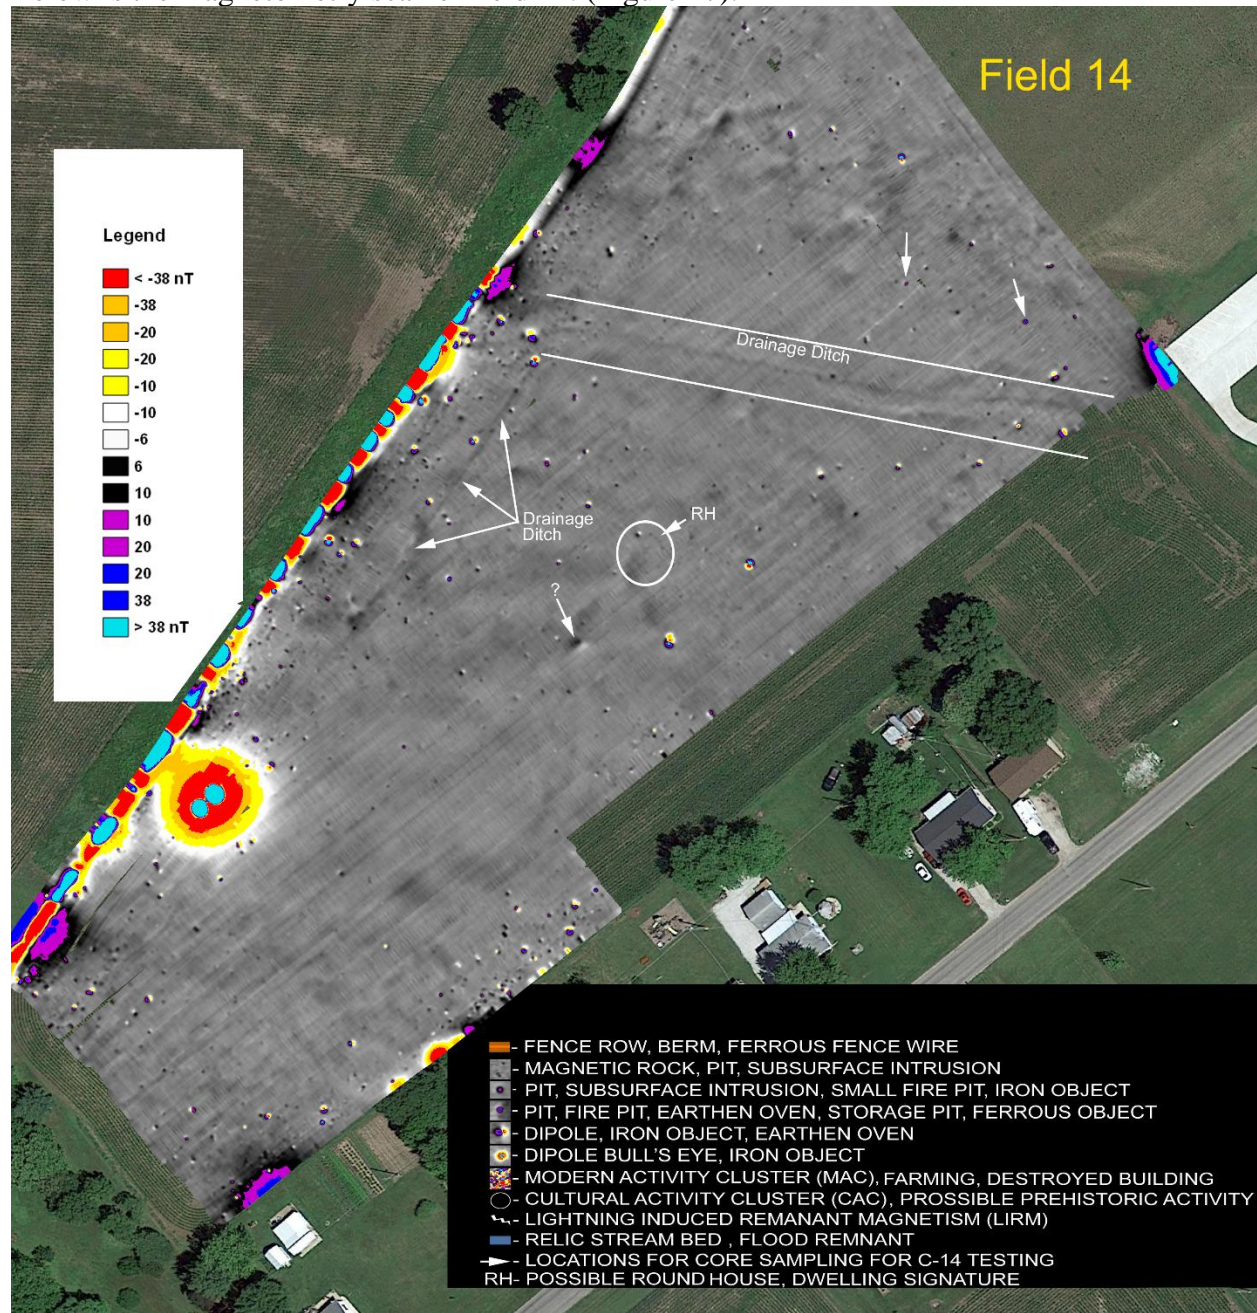 Field 14
Legend
< -38 nT
-38
-20
-20
-10
-10
-6
6
10
10
20
20
38
> 38 nT
Drainage Ditch
Drainage
Ditch
RH
?
- FENCE ROW, BERM, FERROUS FENCE WIRE
- MAGNETIC ROCK, PIT, SUBSURFACE INTRUSION
- PIT, SUBSURFACE INTRUSION, SMALL FIRE PIT, IRON OBJECT
- PIT, FIRE PIT, EARTHEN OVEN, STORAGE PIT, FERROUS OBJECT
- DIPOLE, IRON OBJECT, EARTHEN OVEN
- DIPOLE BULL'S EYE, IRON OBJECT
- MODERN ACTIVITY CLUSTER (MAC), FARMING, DESTROYED BUILDING
- CULTURAL ACTIVITY CLUSTER (CAC), PROSSIBLE PREHISTORIC ACTIVITY
- LIGHTNING INDUCED REMANANT MAGNETISM (LIRM)
- RELIC STREAM BED , FLOOD REMNANT
- LOCATIONS FOR CORE SAMPLING FOR C-14 TESTING
RH- POSSIBLE ROUND HOUSE, DWELLING SIGNATURE